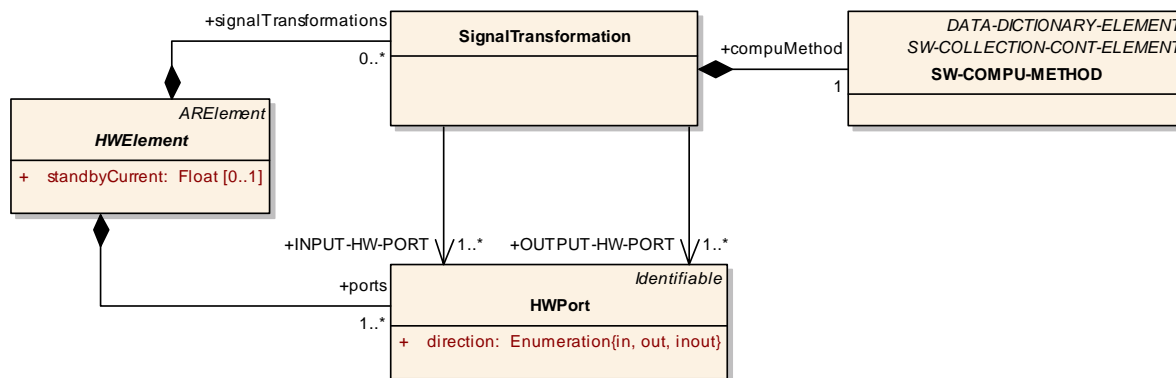 +signalTransformations
0..*
SignalTransformation
+compuMethod
1
DATA-DICTIONARY-ELEMENT
SW-COLLECTION-CONT-ELEMENT
SW-COMPU-METHOD
ARElement
HWElement
+ standbyCurrent: Float [0..1]
+INPUT-HW-PORT 1..*
+OUTPUT-HW-PORT 1..*
+ports
1..*
Identifiable
HWPort
+ direction: Enumeration{in, out, inout}